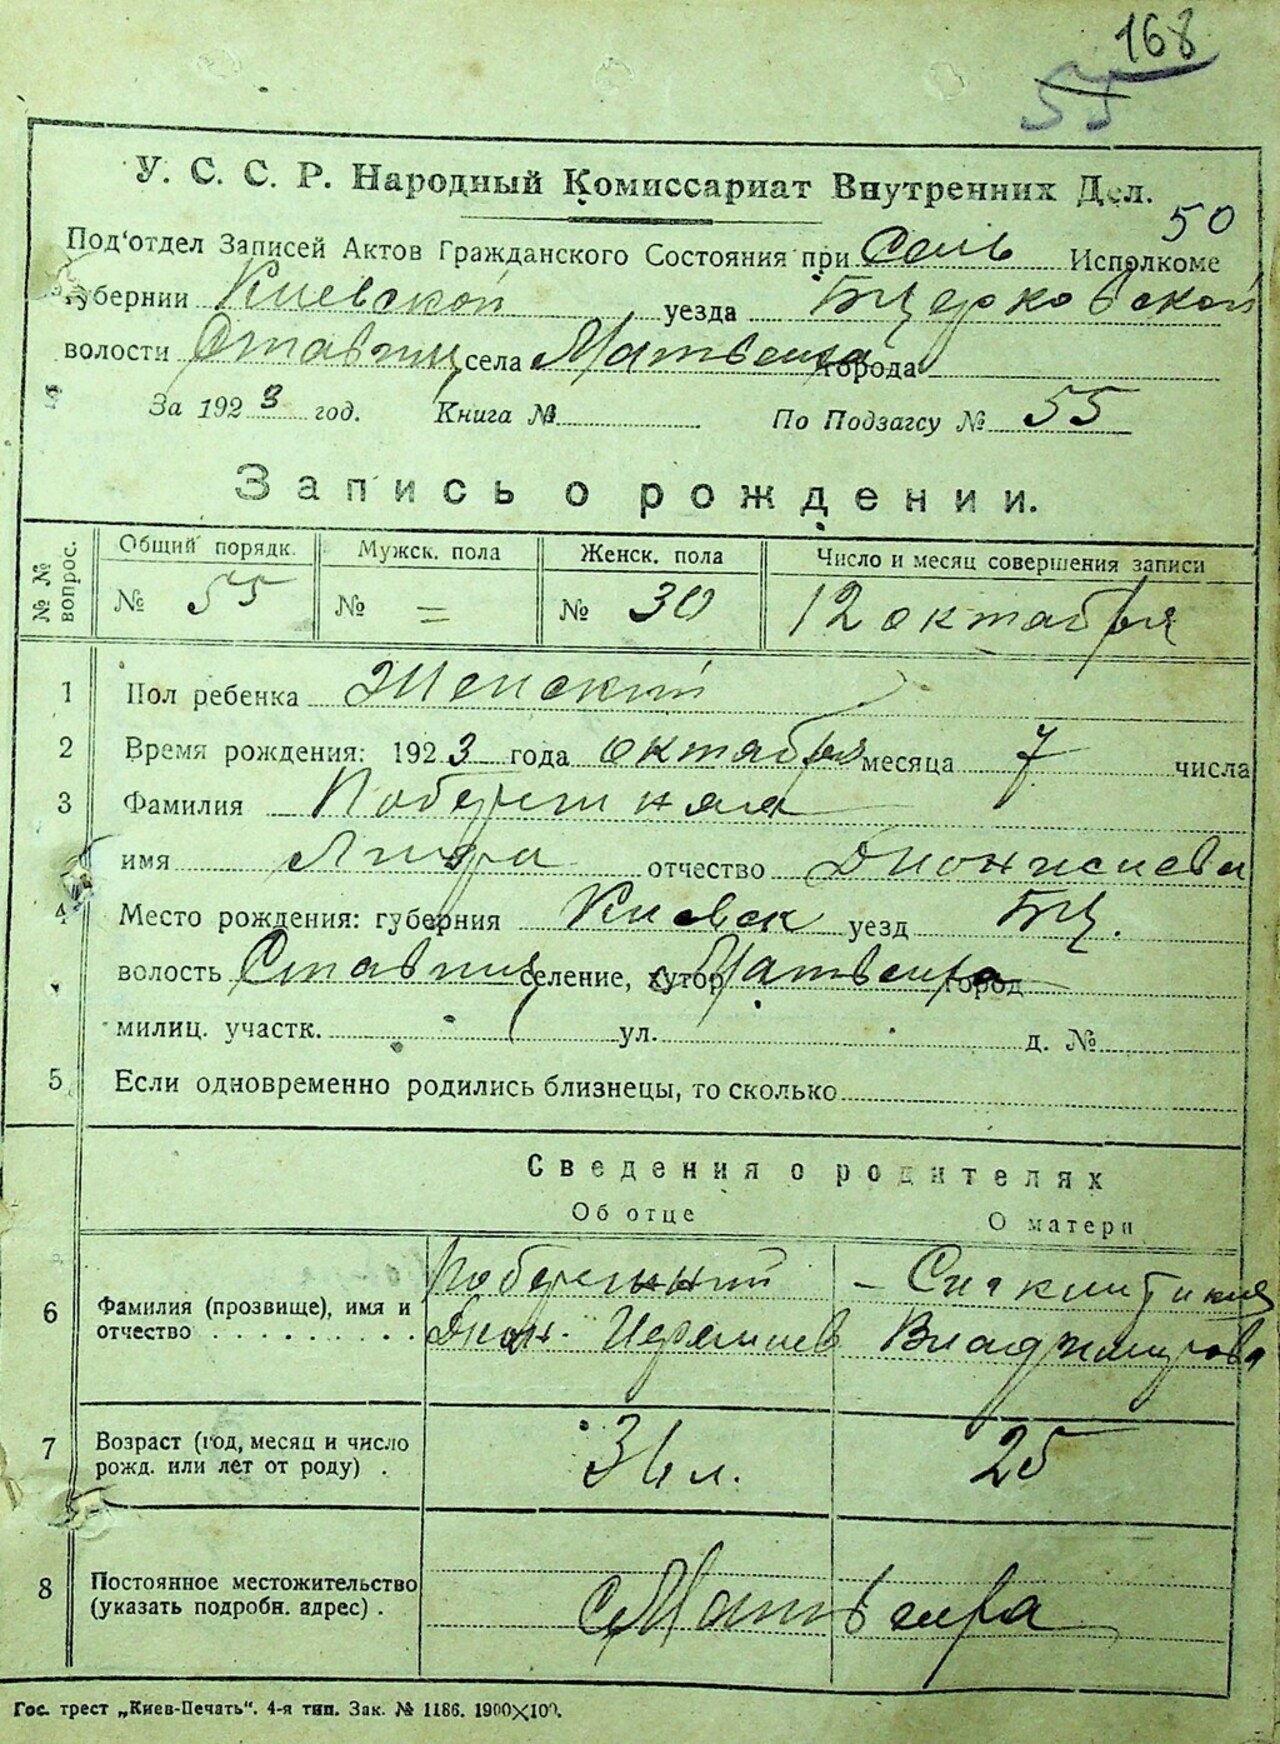 168
55
У. С. С. Р. Народный Комиссариат Внутренних Дел.
50
Под'отдел Записей Актов Гражданского Состояния при Сель Исполкоме
губернии Киевской уезда Бцерковской
волости Ставищ села Матвеиха города
За 1923 год. Книга № По Подзагсу № 55
Запись о рождении.
№ № вопрос. Общий порядк. Мужск. пола Женск. пола Число и месяц совершения записи
№ 55 № = № 30 12 октября
1 Пол ребенка Женский
2 Время рождения: 1923 года октября месяца 7 числа
3 Фамилия
имя отчество Дионисиева
4 Место рождения: губерния Киевск уезд БЦ.
волость Ставищ селение, хутор Матвеиха город
милиц. участк. ул. д. №
5 Если одновременно родились близнецы, то сколько
Сведения о родителях
Об отце О матери
6 Фамилия (прозвище), имя и
отчество Дион. Владимирова
7 Возраст (год, месяц и число
рожд. или лет от роду) . 36 л. 25
8 Постоянное местожительство
(указать подробн. адрес) . с Матвеиха
Гос. трест „Киев-Печать“. 4-я тип. Зак. № 1186. 1900×100.